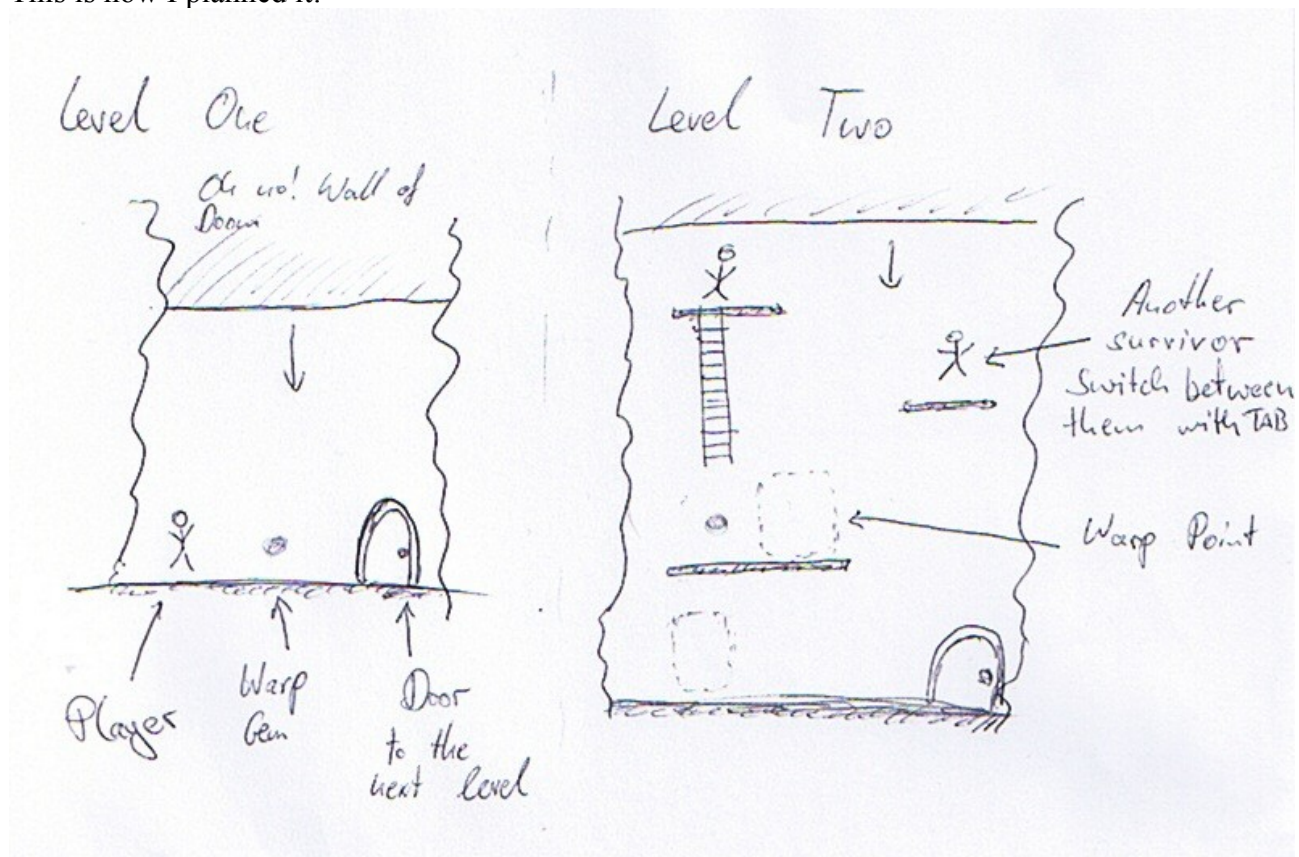 This is how I planned it:
Level One
Oh no! Wall of
Doom
Player
Warp
Gem
Door
to the
next level
Level Two
Another
survivor
Switch between
them with TAB
Warp Point